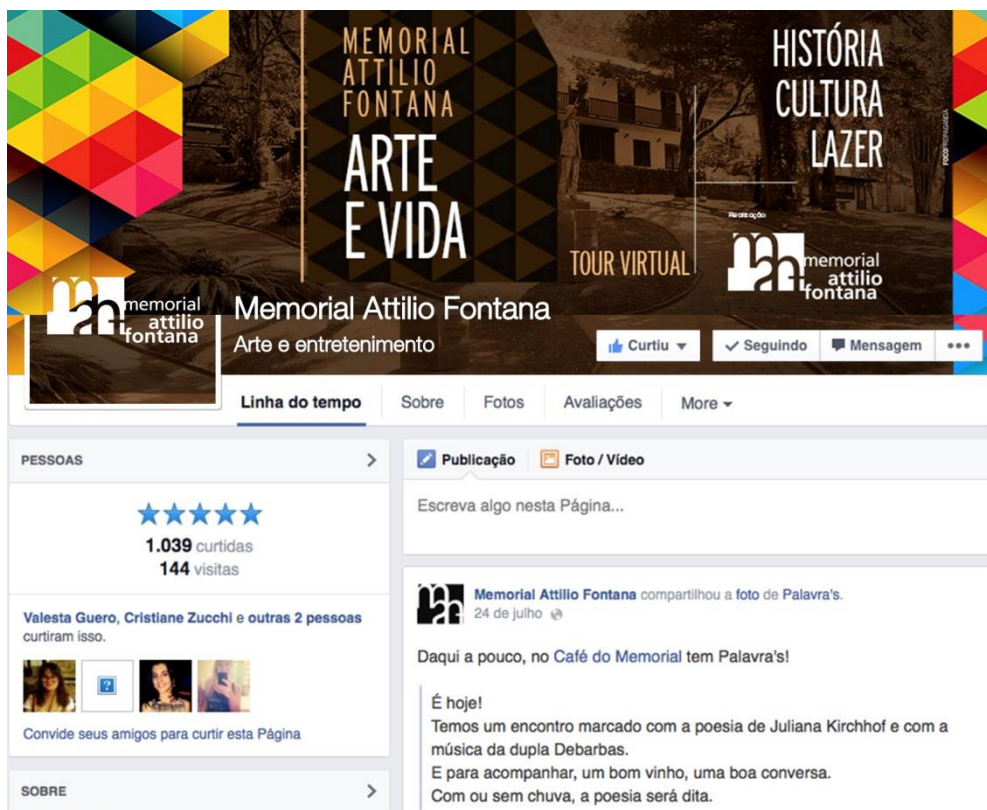 MEMORIAL
ATTILIO
FONTANA
ARTE
E VIDA
HISTÓRIA
CULTURA
LAZER
FOCOPROPAGANDA
TOUR VIRTUAL
Realização:
memorial
attilio
fontana
memorial
attilio
fontana
Memorial Attilio Fontana
Arte e entretenimento
Curtiu
Seguindo
Mensagem
Linha do tempo Sobre Fotos Avaliações More
PESSOAS
1.039 curtidas
144 visitas
Valesta Guero, Cristiane Zucchi e outras 2 pessoas
curtiram isso.
Convide seus amigos para curtir esta Página
SOBRE
Publicação Foto / Vídeo
Escreva algo nesta Página...
Memorial Attilio Fontana compartilhou a foto de Palavra's.
24 de julho
Daqui a pouco, no Café do Memorial tem Palavra's!
É hoje!
Temos um encontro marcado com a poesia de Juliana Kirchhof e com a
música da dupla Debarbas.
E para acompanhar, um bom vinho, uma boa conversa.
Com ou sem chuva, a poesia será dita.